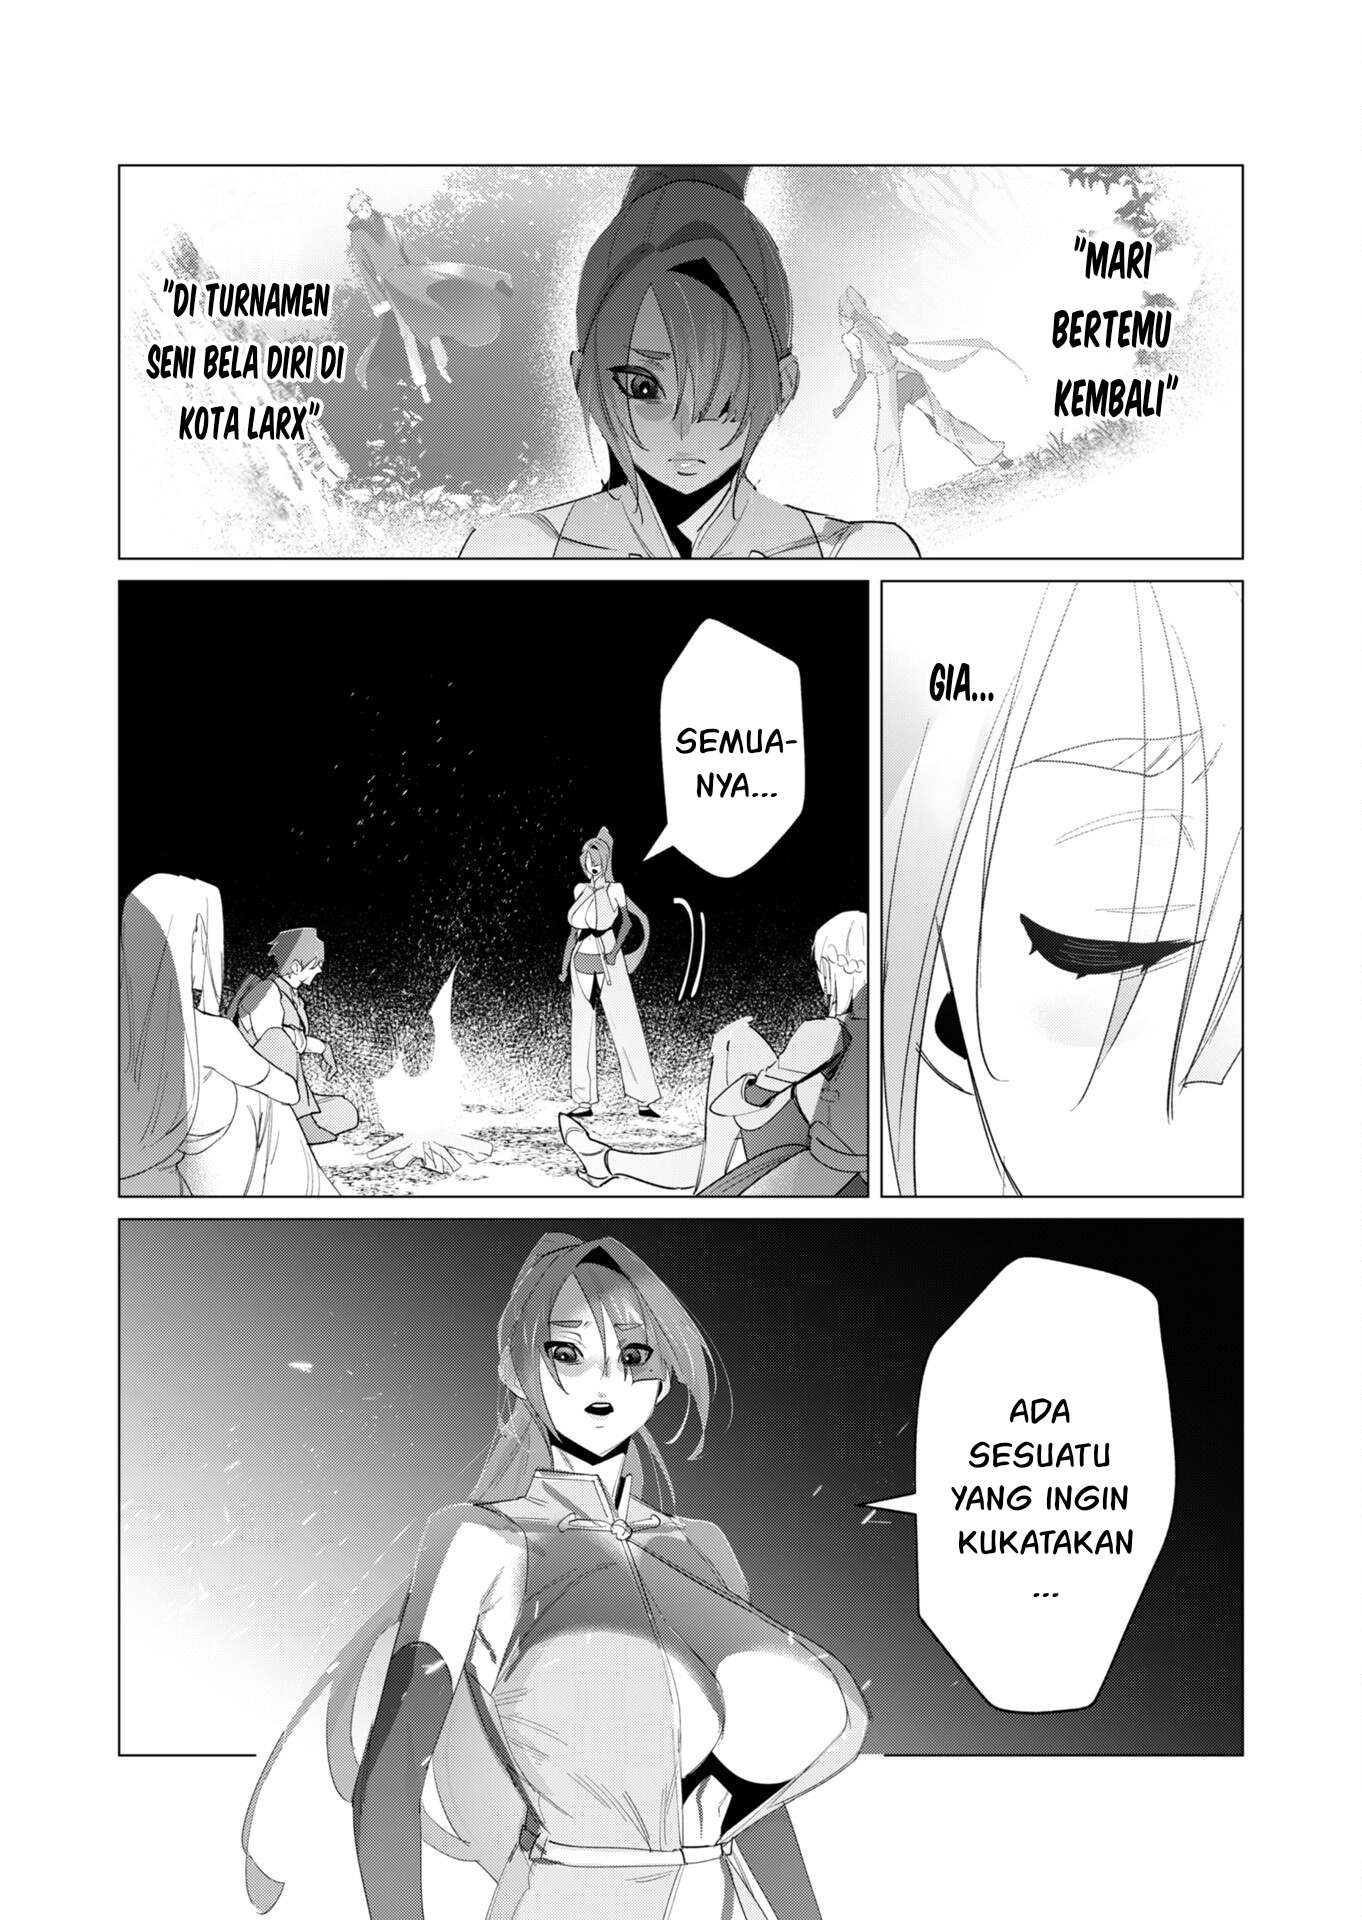 "MARI
BERTEMU
KEMBALI"
"DI TURNAMEN
SENI BELA DIRI DI
KOTA LARX"
GIA...
SEMUA-
NYA...
ADA
SESUATU
YANG INGIN
KUKATAKAN
...